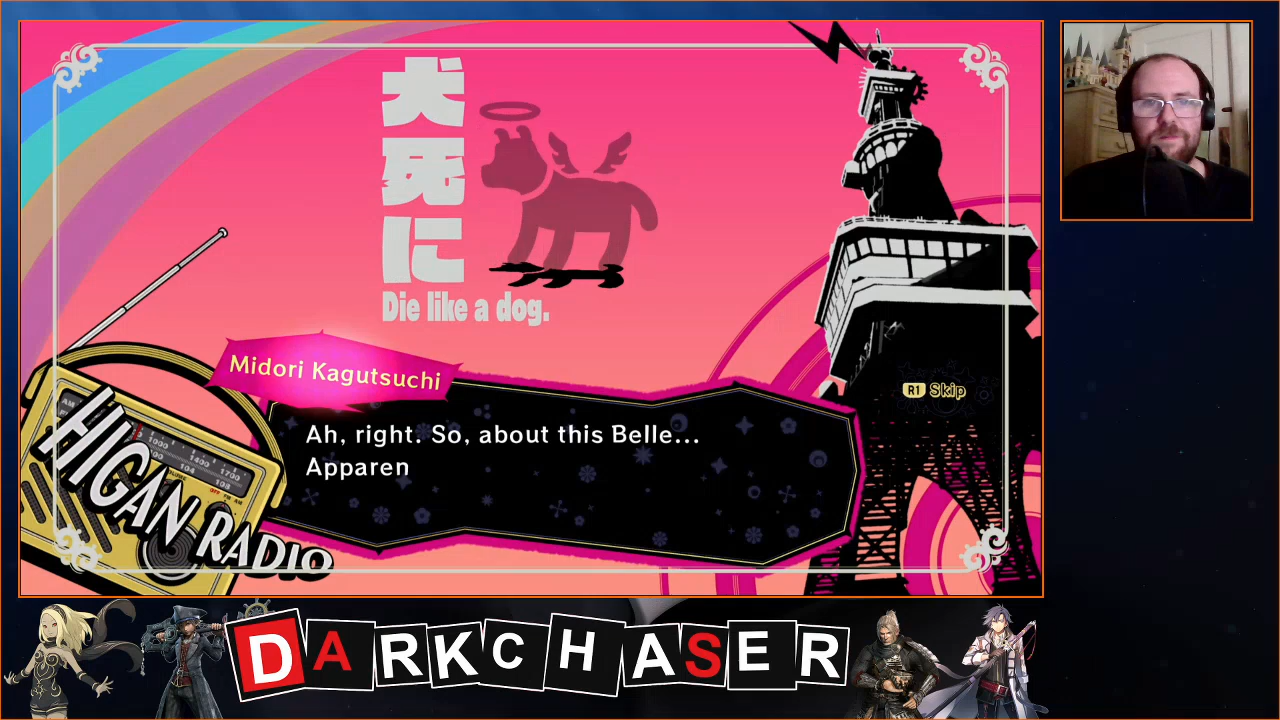 犬死に
Die like a dog.
Midori Kagutsuchi
R1 Skip
Ah, right. So, about this Belle...
Apparen
HIGAN RADIO
DARKCHASER